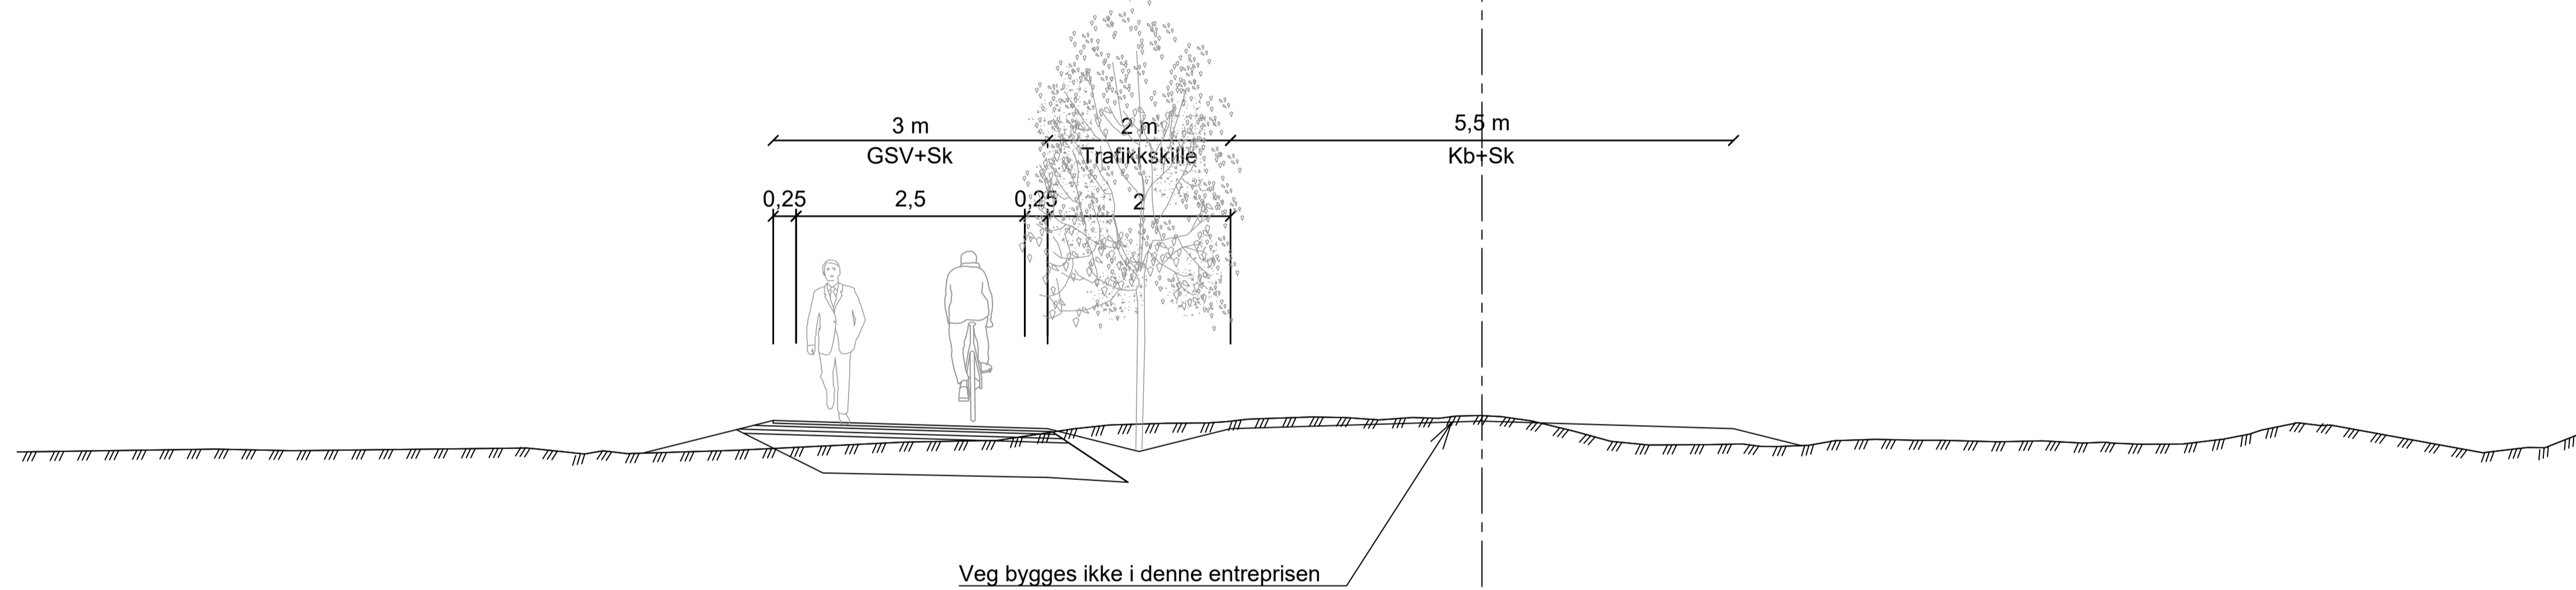 3 m
2 m
5,5 m
GSV+Sk
Trafikkskille
Kb+Sk
0,25
2,5
0,25
2
Veg bygges ikke i denne entreprisen